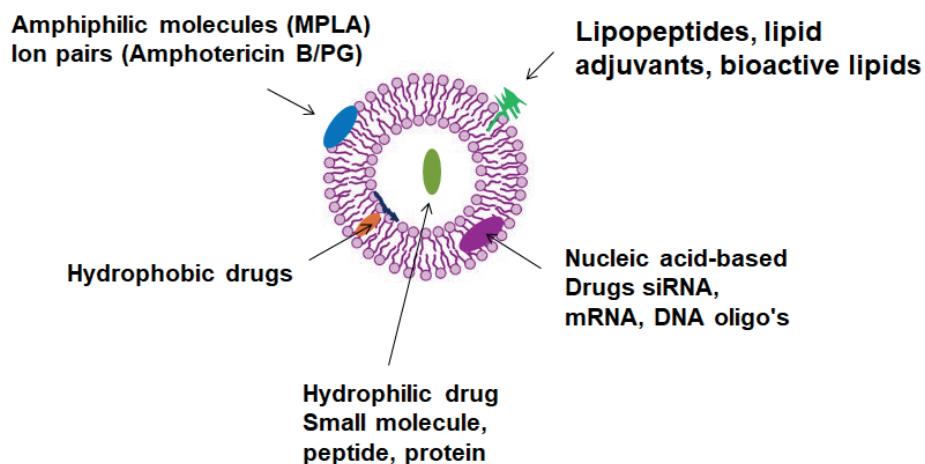 Amphiphilic molecules (MPLA)
Ion pairs (Amphotericin B/PG)
Lipopeptides, lipid
adjuvants, bioactive lipids
Hydrophobic drugs
Nucleic acid-based
Drugs siRNA,
mRNA, DNA oligo's
Hydrophilic drug
Small molecule,
peptide, protein